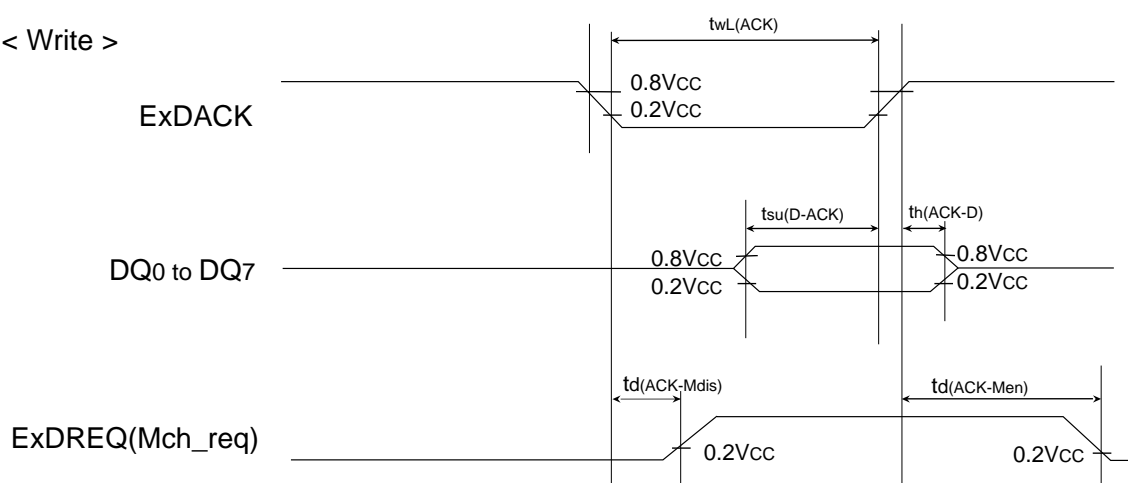 < Write >
twL(ACK)
ExDACK
0.8VCC
0.2VCC
tsu(D-ACK)
th(ACK-D)
DQ0 to DQ7
0.8VCC
0.2VCC
0.8VCC
0.2VCC
td(ACK-Mdis)
td(ACK-Men)
ExDREQ(Mch_req)
0.2VCC
0.2VCC